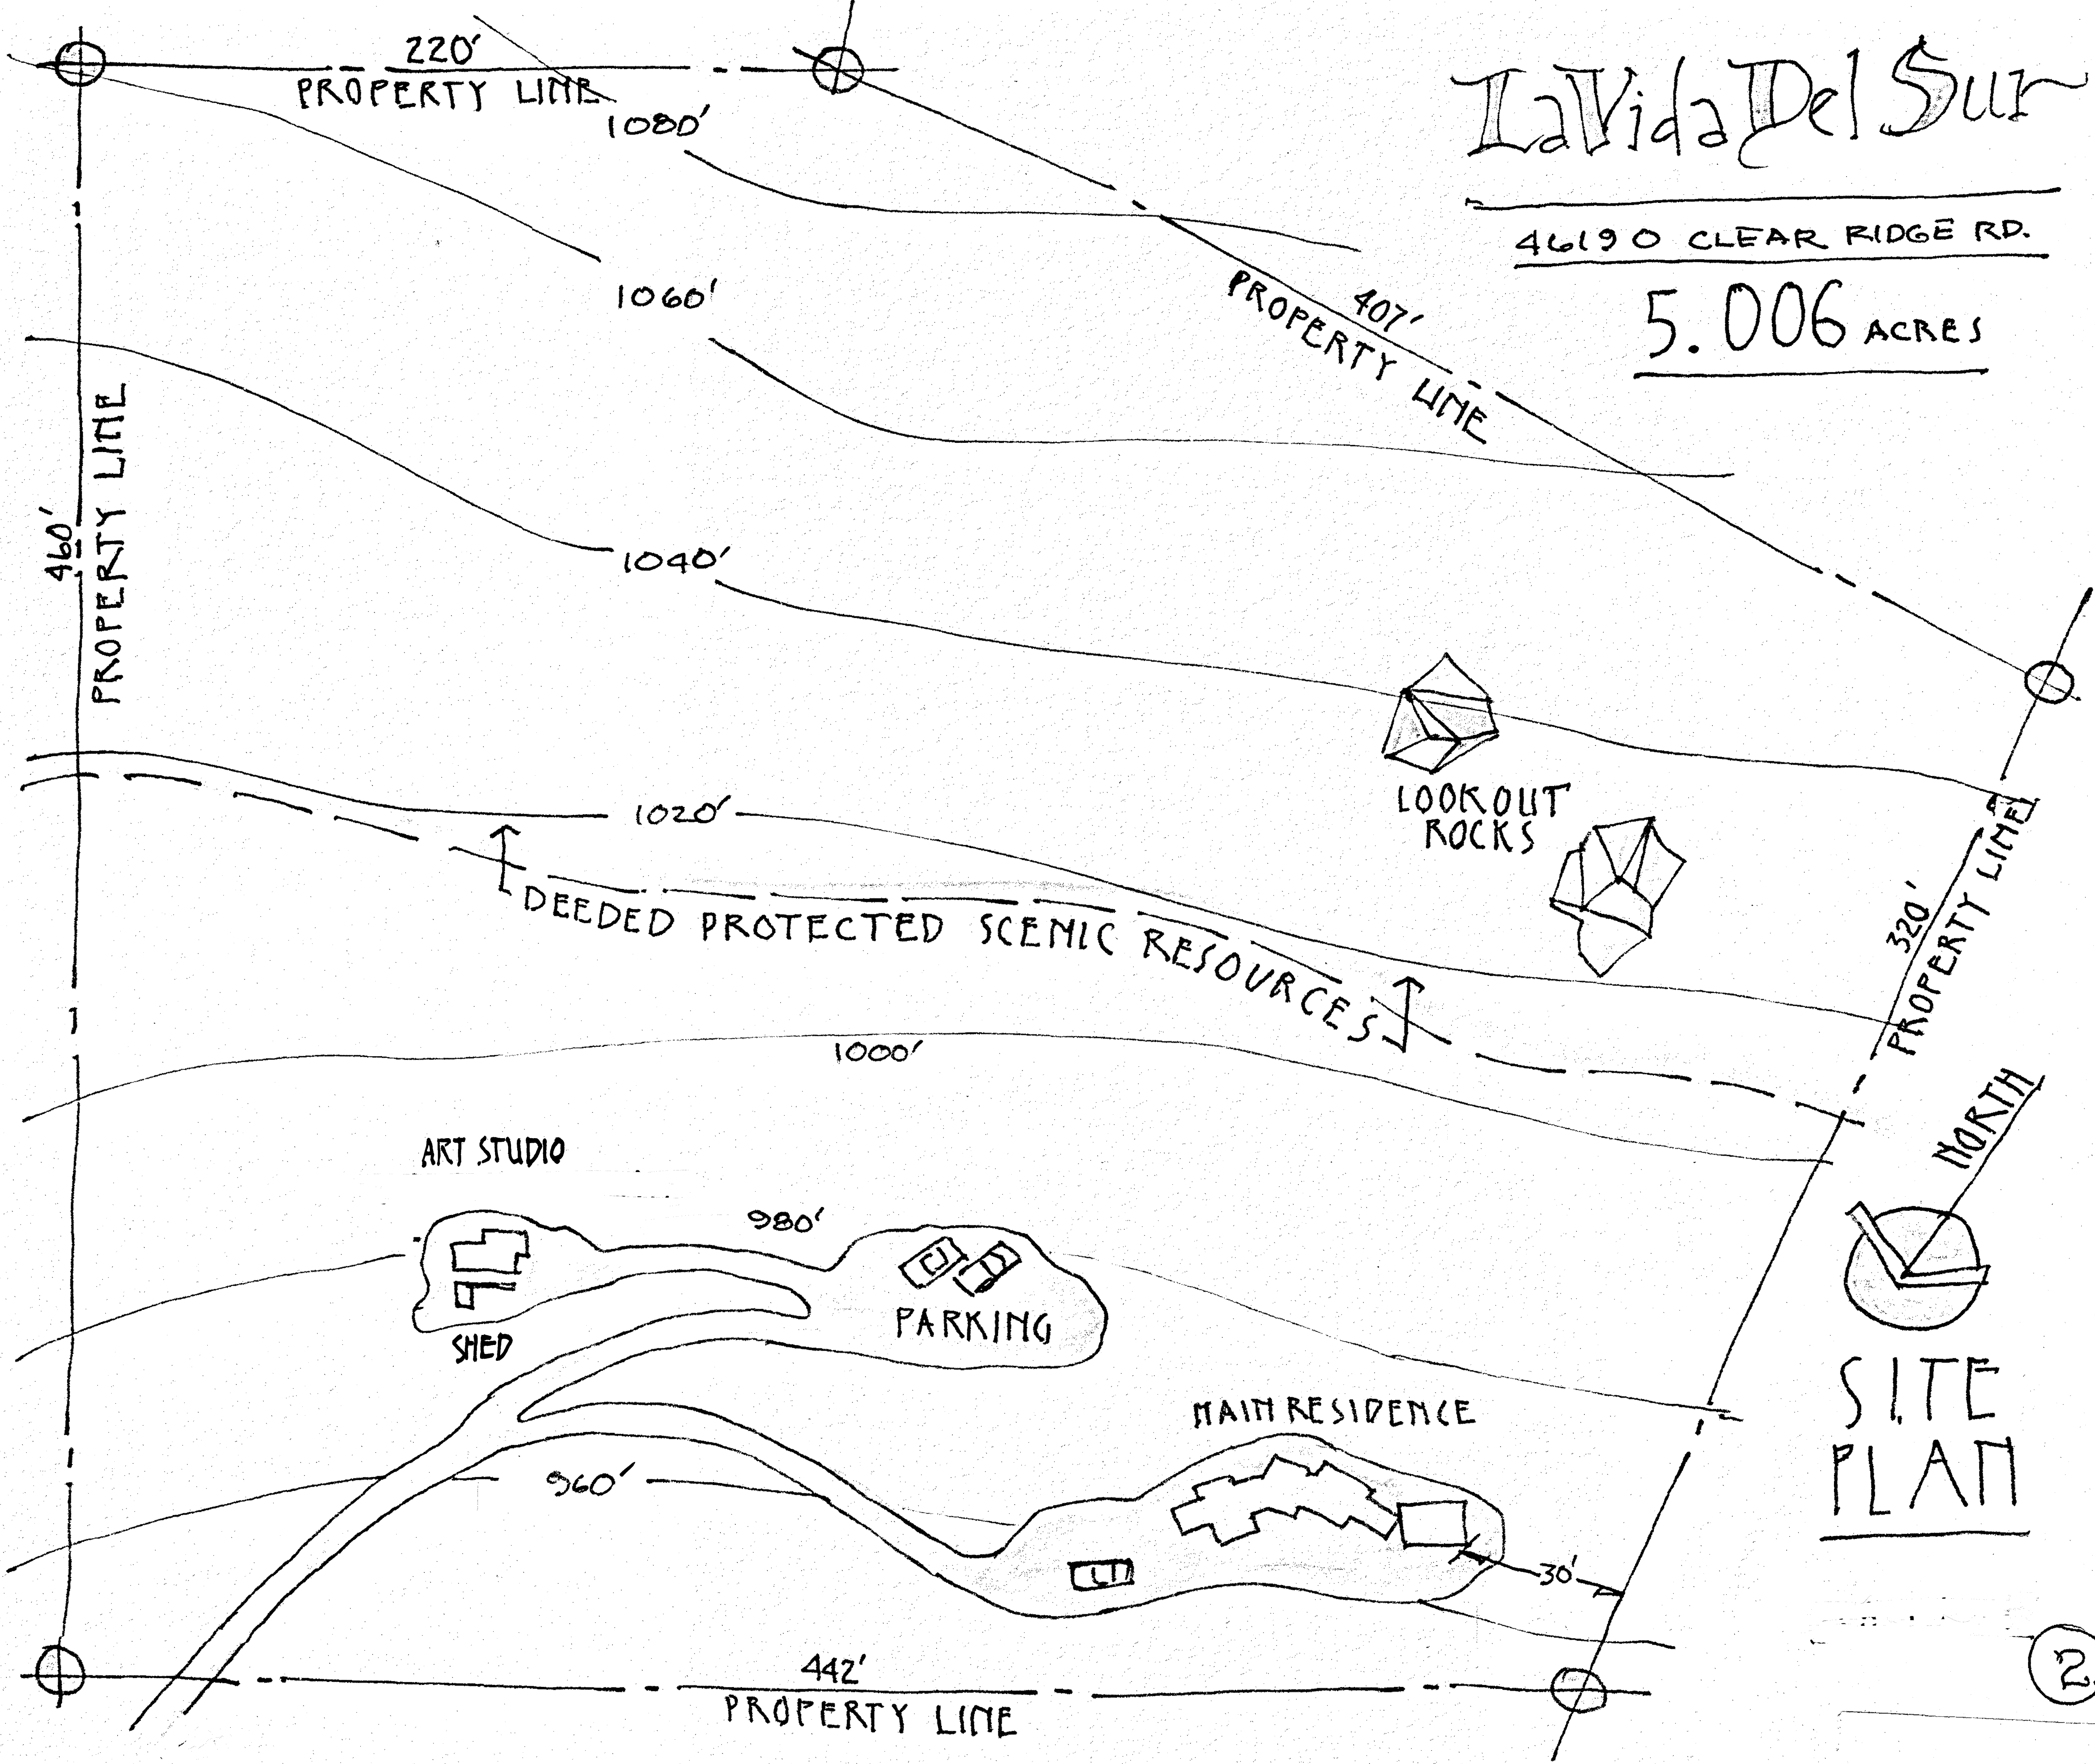 La Vida Del Sur
46190 CLEAR RIDGE RD.
5.006 ACRES
220'
PROPERTY LINE
1080'
1060'
407'
PROPERTY LINE
460'
PROPERTY LINE
1040'
LOOKOUT
ROCKS
1020'
DEEDED PROTECTED SCENIC RESOURCES
320'
PROPERTY LINE
1000'
NORTH
ART STUDIO
980'
PARKING
SHED
SITE
PLAN
MAIN RESIDENCE
960'
30'
442'
PROPERTY LINE
2